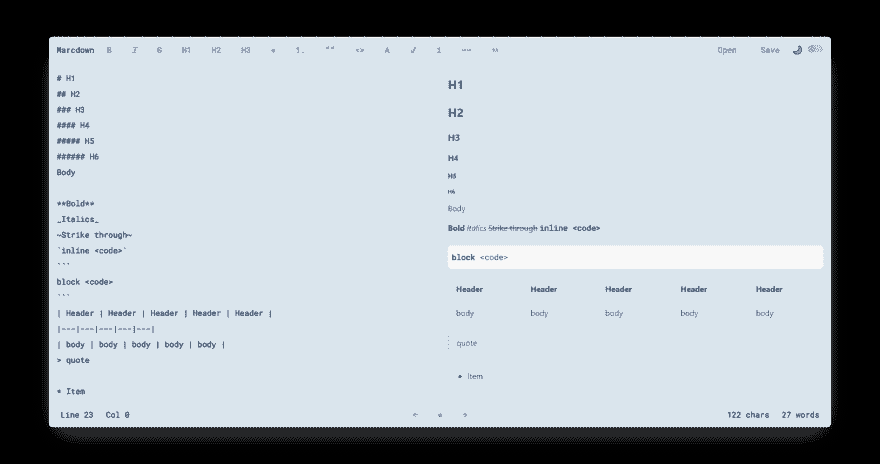 Marcdown B I S H1 H2 H3 * 1. "" <> A 1 Open Save
# H1
## H2
### H3
#### H4
##### H5
###### H6
Body
**Bold**
_Italics_
~Strike through~
`inline <code>`
```
block <code>
```
| Header | Header | Header | Header | Header |
|---|---|---|---|---|
| body | body | body | body | body |
> quote
* Item
H1
H2
H3
H4
H5
H6
Body
Bold Italics Strike through inline <code>
block <code>
Header Header Header Header Header
body body body body body
quote
• Item
Line 23 Col 0 ← → 122 chars 27 words